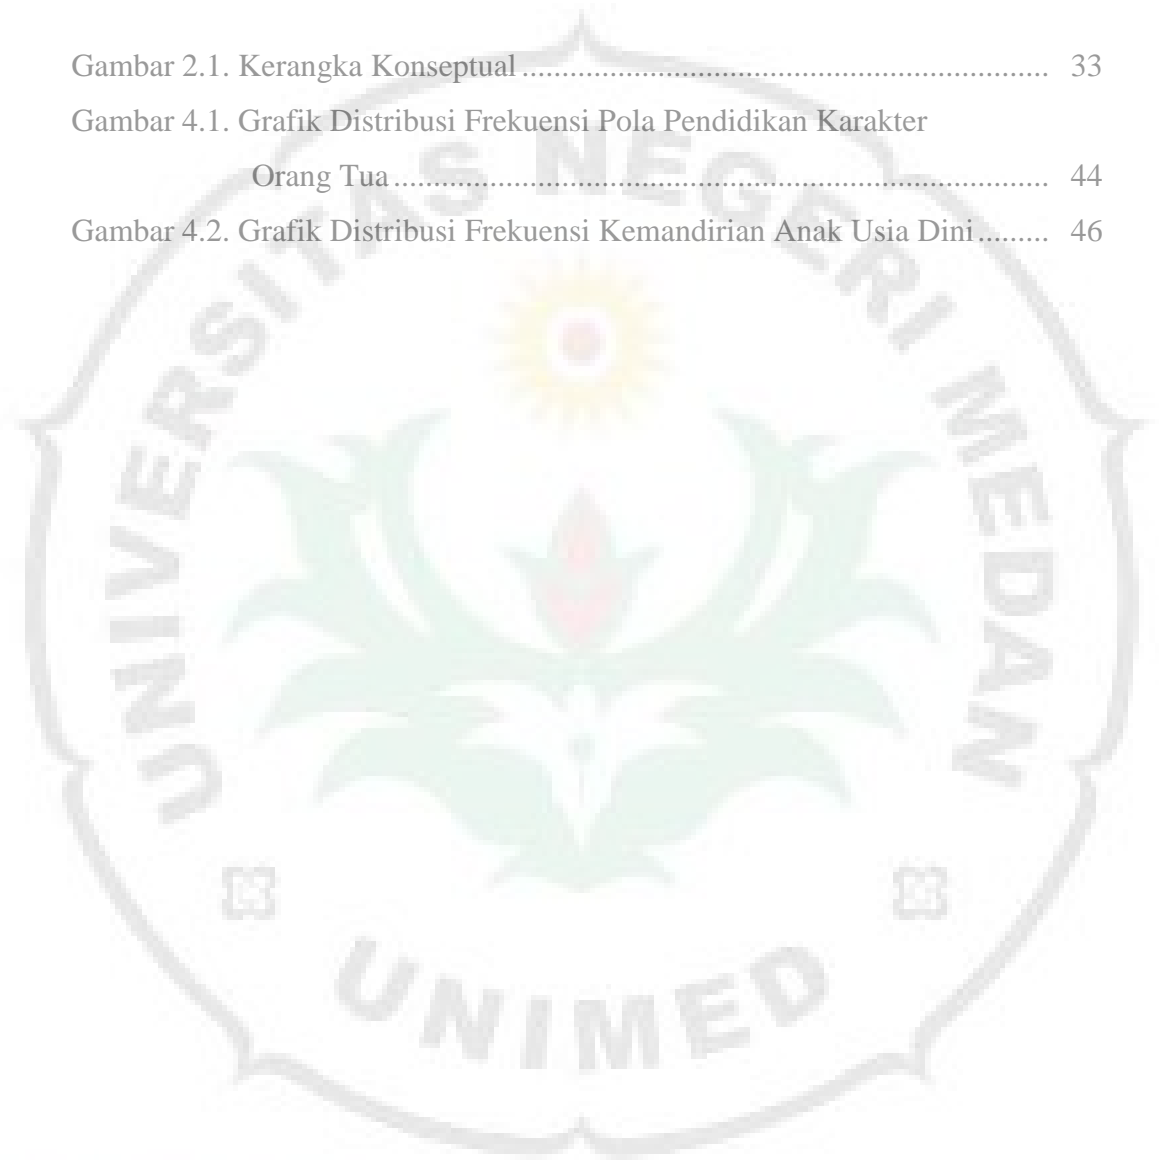 Gambar 2.1. Kerangka Konseptual .................................................................. 33
Gambar 4.1. Grafik Distribusi Frekuensi Pola Pendidikan Karakter
Orang Tua .................................................................................. 44
Gambar 4.2. Grafik Distribusi Frekuensi Kemandirian Anak Usia Dini ......... 46
UNIVERSITAS NEGERI MEDAN
UNIMED